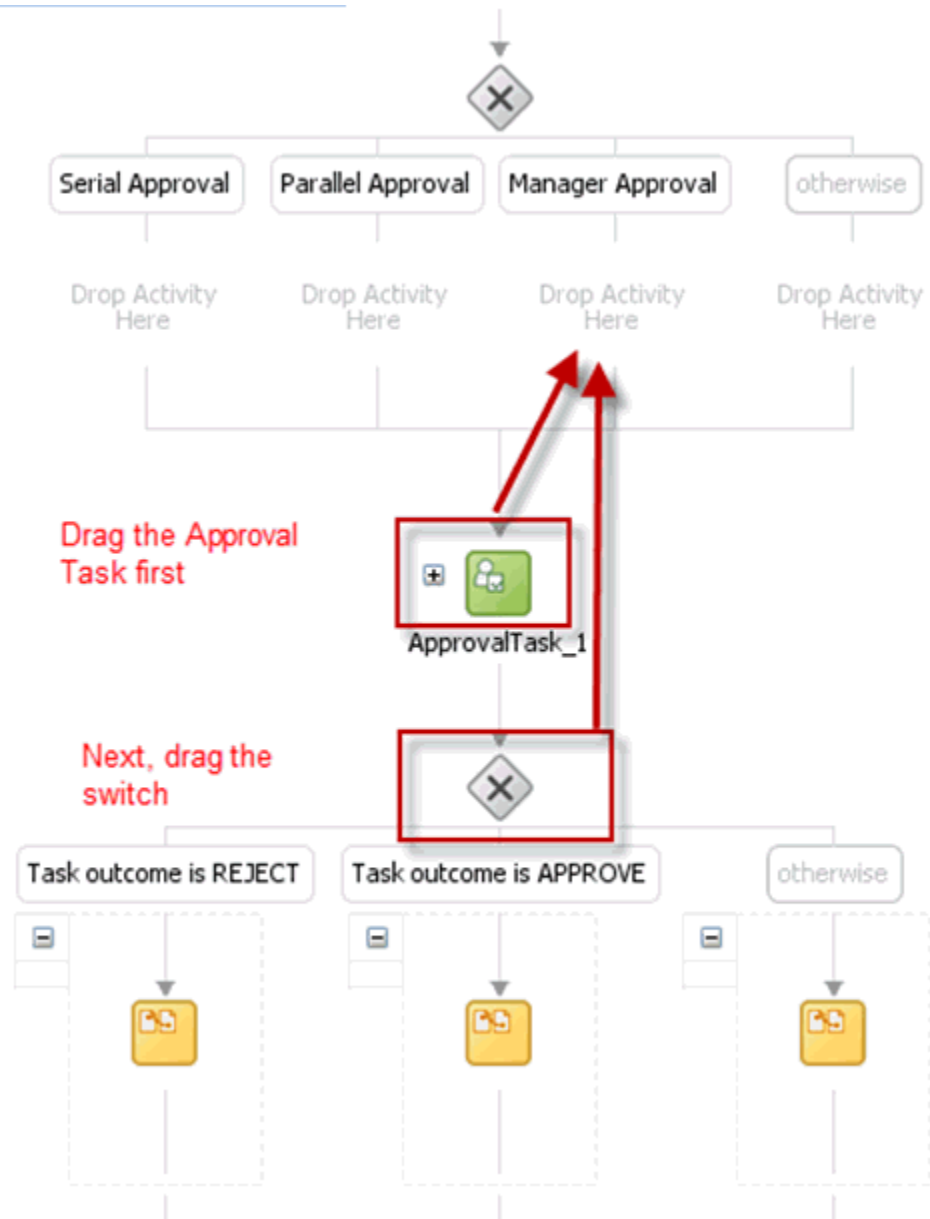 Serial Approval
Parallel Approval
Manager Approval
otherwise
Drop Activity
Here
Drop Activity
Here
Drop Activity
Here
Drop Activity
Here
Drag the Approval
Task first
ApprovalTask_1
Next, drag the
switch
Task outcome is REJECT
Task outcome is APPROVE
otherwise